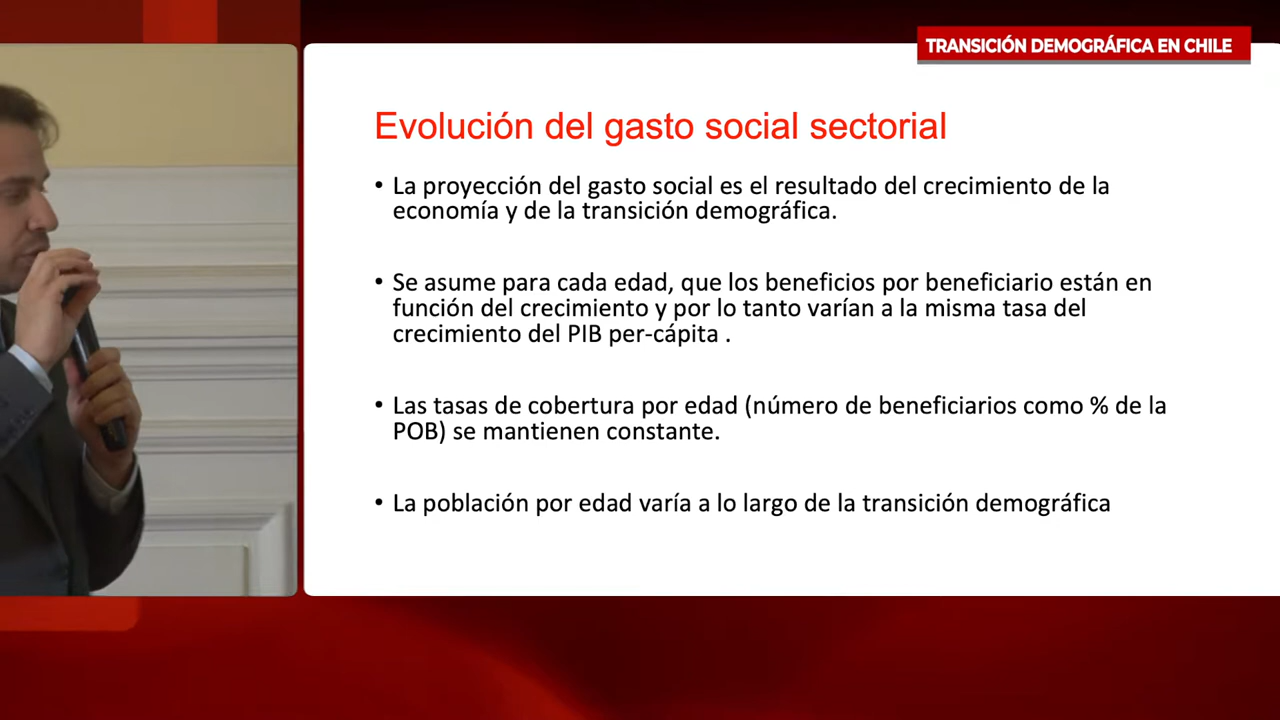 TRANSICIÓN DEMOGRÁFICA EN CHILE
Evolución del gasto social sectorial
• La proyección del gasto social es el resultado del crecimiento de la
economía y de la transición demográfica.
• Se asume para cada edad, que los beneficios por beneficiario están en
función del crecimiento y por lo tanto varían a la misma tasa del
crecimiento del PIB per-cápita .
• Las tasas de cobertura por edad (número de beneficiarios como % de la
POB) se mantienen constante.
• La población por edad varía a lo largo de la transición demográfica